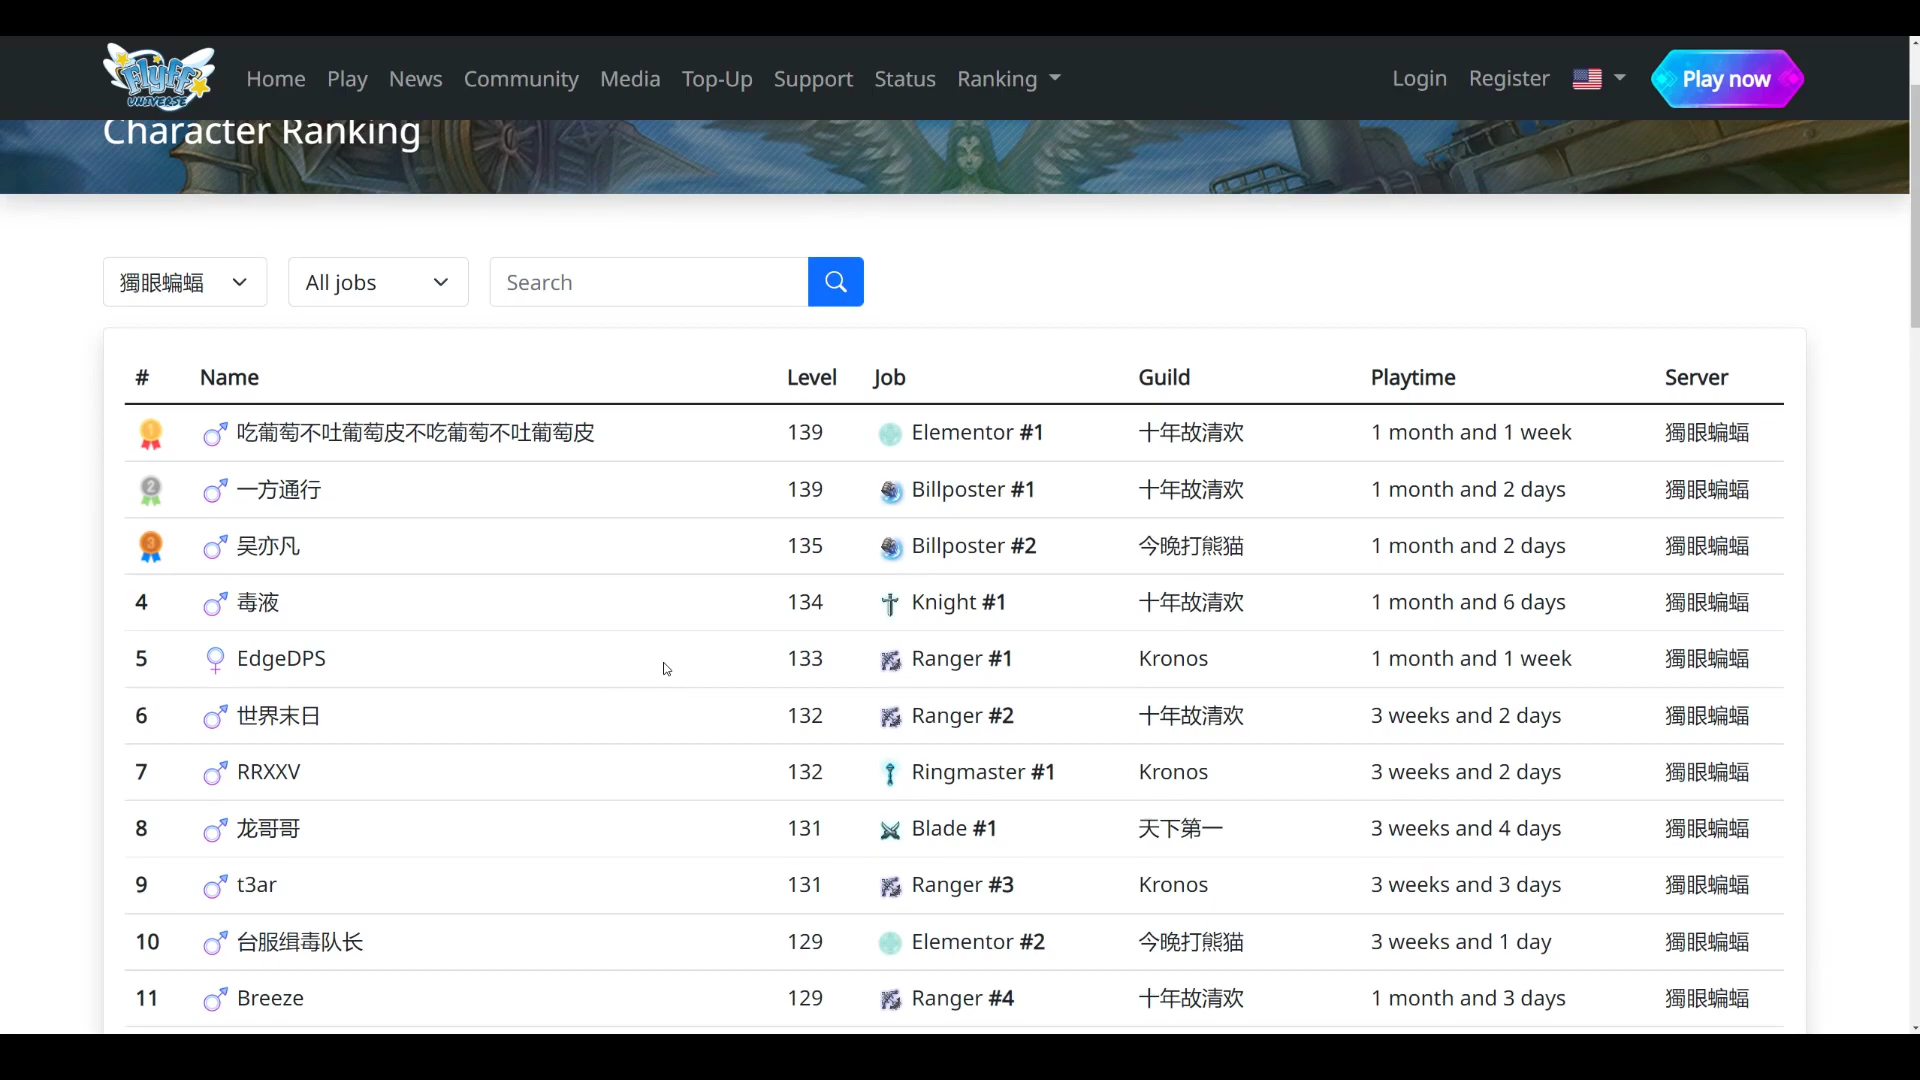 Flyff UNIVERSE Home Play News Community Media Top-Up Support Status Ranking Login Register Play now
Character Ranking
獨眼蝙蝠 All jobs Search
# Name Level Job Guild Playtime Server
1 吃葡萄不吐葡萄皮不吃葡萄不吐葡萄皮 139 Elementor #1 十年故清欢 1 month and 1 week 獨眼蝙蝠
2 一方通行 139 Billposter #1 十年故清欢 1 month and 2 days 獨眼蝙蝠
3 吴亦凡 135 Billposter #2 今晚打熊猫 1 month and 2 days 獨眼蝙蝠
4 毒液 134 Knight #1 十年故清欢 1 month and 6 days 獨眼蝙蝠
5 EdgeDPS 133 Ranger #1 Kronos 1 month and 1 week 獨眼蝙蝠
6 世界末日 132 Ranger #2 十年故清欢 3 weeks and 2 days 獨眼蝙蝠
7 RRXXV 132 Ringmaster #1 Kronos 3 weeks and 2 days 獨眼蝙蝠
8 龙哥哥 131 Blade #1 天下第一 3 weeks and 4 days 獨眼蝙蝠
9 t3ar 131 Ranger #3 Kronos 3 weeks and 3 days 獨眼蝙蝠
10 台服缉毒队长 129 Elementor #2 今晚打熊猫 3 weeks and 1 day 獨眼蝙蝠
11 Breeze 129 Ranger #4 十年故清欢 1 month and 3 days 獨眼蝙蝠